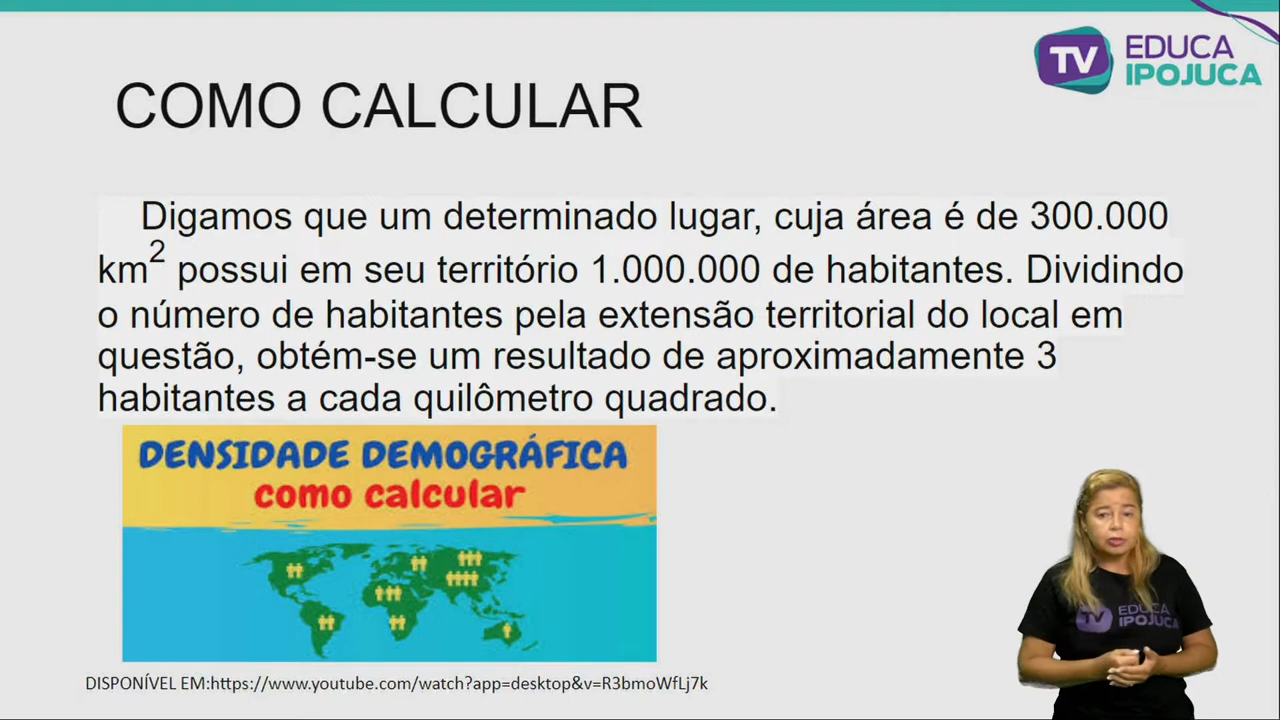 TV EDUCA
IPOJUCA
COMO CALCULAR
Digamos que um determinado lugar, cuja área é de 300.000
km² possui em seu território 1.000.000 de habitantes. Dividindo
o número de habitantes pela extensão territorial do local em
questão, obtém-se um resultado de aproximadamente 3
habitantes a cada quilômetro quadrado.
DENSIDADE DEMOGRÁFICA
como calcular
TV EDUCA
IPOJUCA
DISPONÍVEL EM:https://www.youtube.com/watch?app=desktop&v=R3bmoWfLj7k